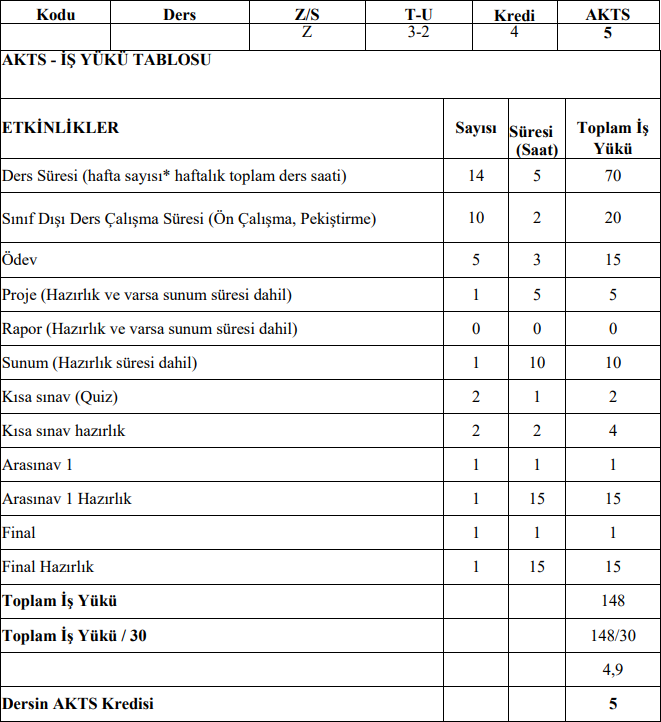 Kodu Ders Z/S T-U Kredi AKTS
Z 3-2 4 5
AKTS - İŞ YÜKÜ TABLOSU
ETKİNLİKLER Sayısı Süresi (Saat) Toplam İş Yükü
Ders Süresi (hafta sayısı* haftalık toplam ders saati) 14 5 70
Sınıf Dışı Ders Çalışma Süresi (Ön Çalışma, Pekiştirme) 10 2 20
Ödev 5 3 15
Proje (Hazırlık ve varsa sunum süresi dahil) 1 5 5
Rapor (Hazırlık ve varsa sunum süresi dahil) 0 0 0
Sunum (Hazırlık süresi dahil) 1 10 10
Kısa sınav (Quiz) 2 1 2
Kısa sınav hazırlık 2 2 4
Arasınav 1 1 1 1
Arasınav 1 Hazırlık 1 15 15
Final 1 1 1
Final Hazırlık 1 15 15
Toplam İş Yükü 148
Toplam İş Yükü / 30 148/30
4,9
Dersin AKTS Kredisi 5